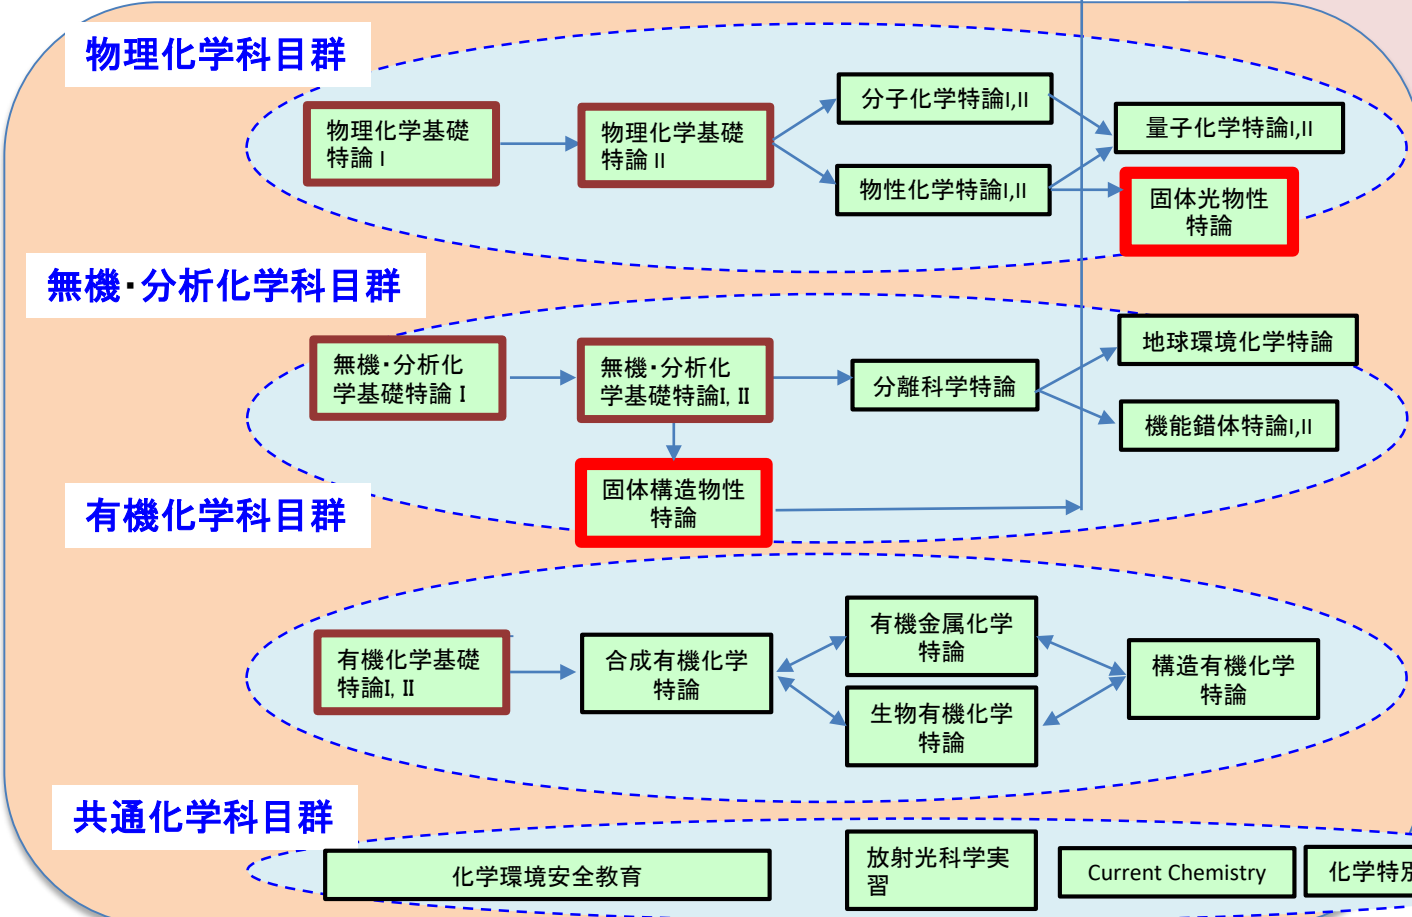 物理化学科目群
物理化学基礎
特論 I
物理化学基礎
特論 II
分子化学特論I,II
物性化学特論I,II
量子化学特論I,II
固体光物性
特論
無機・分析化学科目群
無機・分析化
学基礎特論 I
無機・分析化
学基礎特論I, II
分離科学特論
地球環境化学特論
機能錯体特論I,II
固体構造物性
特論
有機化学科目群
有機化学基礎
特論I, II
合成有機化学
特論
有機金属化学
特論
生物有機化学
特論
構造有機化学
特論
共通化学科目群
化学環境安全教育
放射光科学実
習
Current Chemistry
化学特別